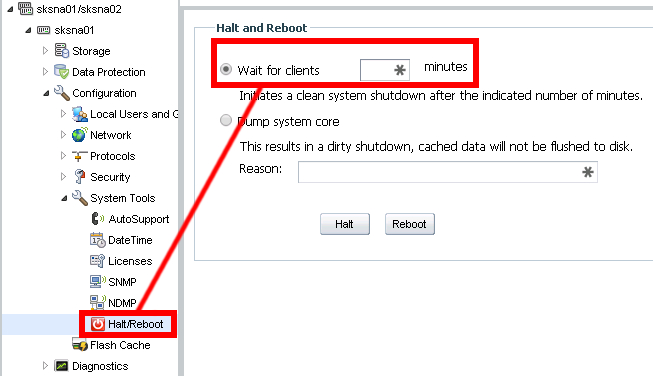 sksna01/sksna02
sksna01
Storage
Data Protection
Configuration
Local Users and G
Network
Protocols
Security
System Tools
AutoSupport
DateTime
Licenses
SNMP
NDMP
Halt/Reboot
Flash Cache
Diagnostics
Halt and Reboot
Wait for clients minutes
Initiates a clean system shutdown after the indicated number of minutes.
Dump system core
This results in a dirty shutdown, cached data will not be flushed to disk.
Reason:
Halt Reboot